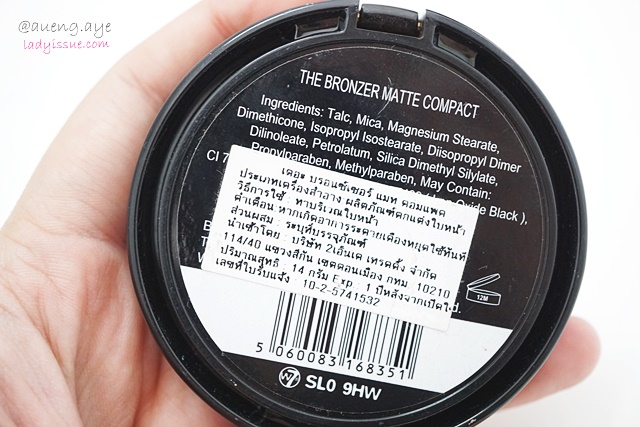 @aueng.aye
ladyissue.com
THE BRONZER MATTE COMPACT
Ingredients: Talc, Mica, Magnesium Stearate,
Dimethicone, Isopropyl Isostearate, Diisopropyl Dimer
Dilinoleate, Petrolatum, Silica Dimethyl Silylate,
Propylparaben, Methylparaben, May Contain:
CI 7
Oxide Black ),
เดอะ บรอนซ์เซอร์ แมท คอมแพค
ประเภทเครื่องสำอาง ผลิตภัณฑ์ตกแต่งใบหน้า
วิธีการใช้ : ทาบริเวณใบหน้า
คำเตือน หากเกิดอาการระคายเคืองหยุดใช้ทันที
ส่วนผสม : ระบุที่บรรจุภัณฑ์
นำเข้าโดย : บริษัท 2เอ็นเค เทรดดิ้ง จำกัด
114/40 แขวงสีกัน เขตดอนเมือง กทม. 10210
ปริมาณสุทธิ : 14 กรัม Exp : 1 ปีหลังจากเปิดใช้
เลขที่ใบรับแจ้ง 10-2-5741532
12M
5 060083 168351
W7 SL0 9HW